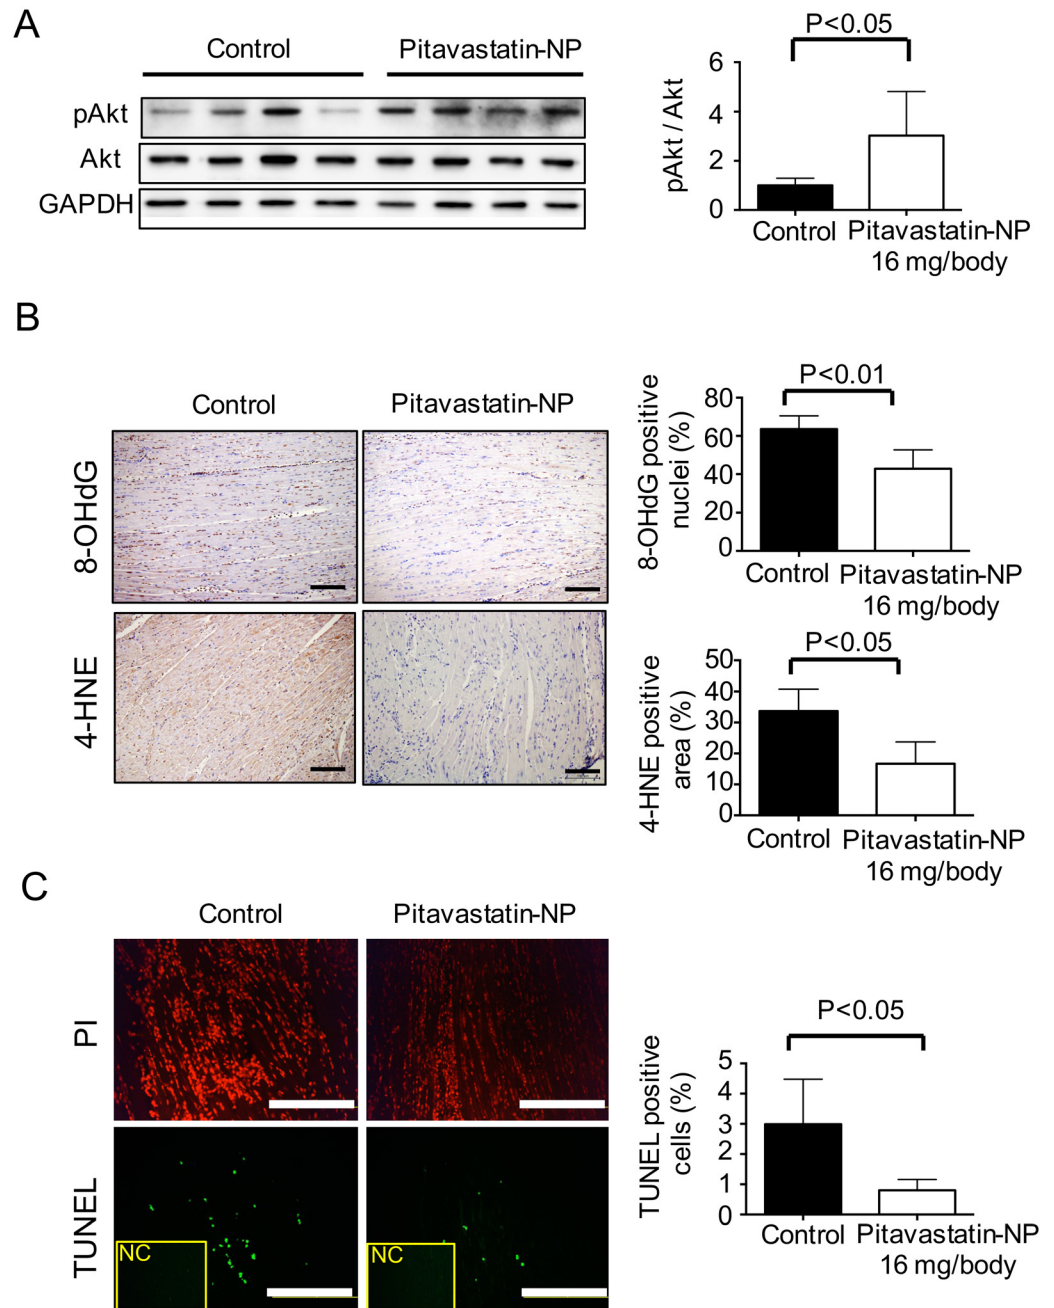 A
Control
Pitavastatin-NP
pAkt
Akt
GAPDH
P<0.05
pAkt / Akt
6
4
2
0
Control
Pitavastatin-NP
16 mg/body
B
Control
Pitavastatin-NP
8-OHdG
4-HNE
P<0.01
8-OHdG positive
nuclei (%)
80
60
40
20
0
Control
Pitavastatin-NP
16 mg/body
P<0.05
4-HNE positive
area (%)
50
40
30
20
10
0
Control
Pitavastatin-NP
16 mg/body
C
Control
Pitavastatin-NP
PI
TUNEL
NC
NC
P<0.05
TUNEL positive
cells (%)
5
4
3
2
1
0
Control
Pitavastatin-NP
16 mg/body